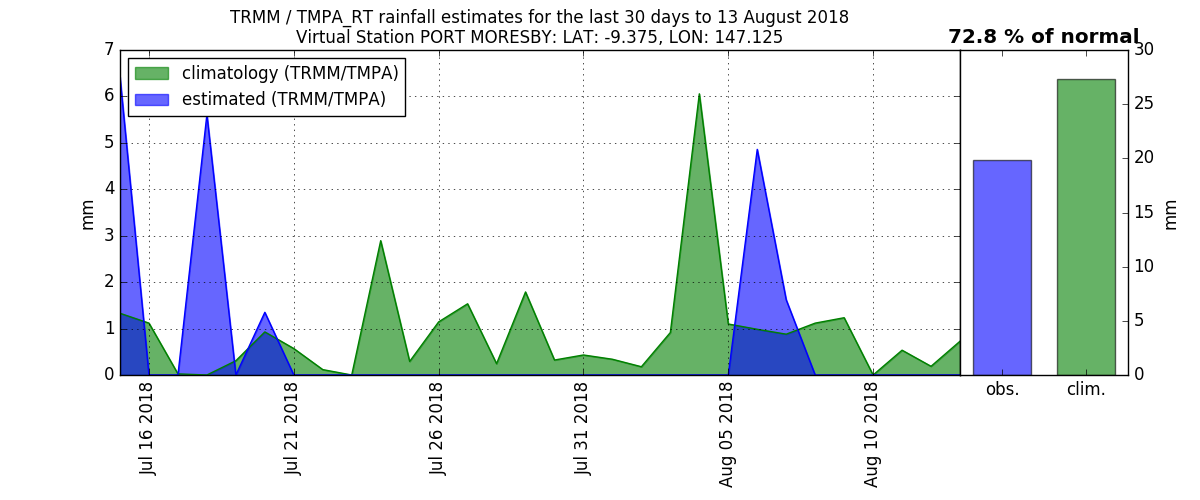 TRMM / TMPA_RT rainfall estimates for the last 30 days to 13 August 2018
Virtual Station PORT MORESBY: LAT: -9.375, LON: 147.125
72.8 % of normal
climatology (TRMM/TMPA)
estimated (TRMM/TMPA)
7
6
5
4
3
2
1
0
mm
Jul 16 2018
Jul 21 2018
Jul 26 2018
Jul 31 2018
Aug 05 2018
Aug 10 2018
obs.
clim.
30
25
20
15
10
5
0
mm